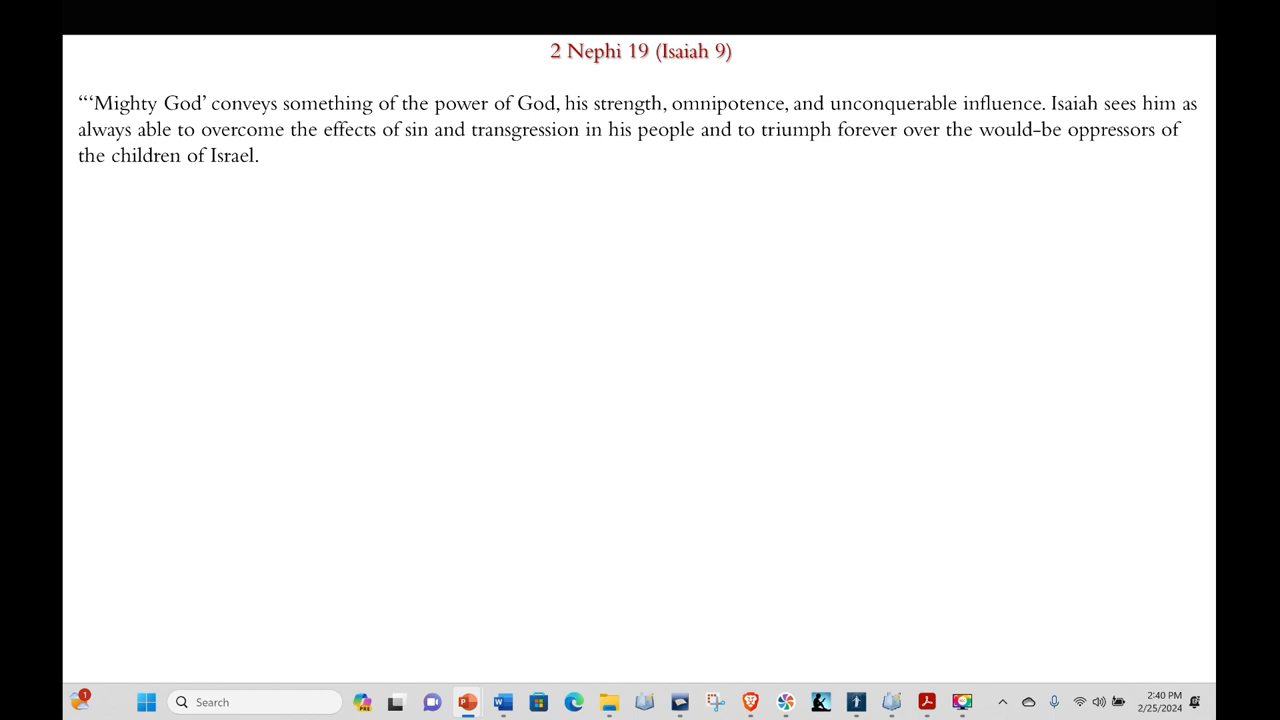 2 Nephi 19 (Isaiah 9)
“‘Mighty God’ conveys something of the power of God, his strength, omnipotence, and unconquerable influence. Isaiah sees him as
always able to overcome the effects of sin and transgression in his people and to triumph forever over the would-be oppressors of
the children of Israel.
1
Search
PRE
2:40 PM
2/25/2024